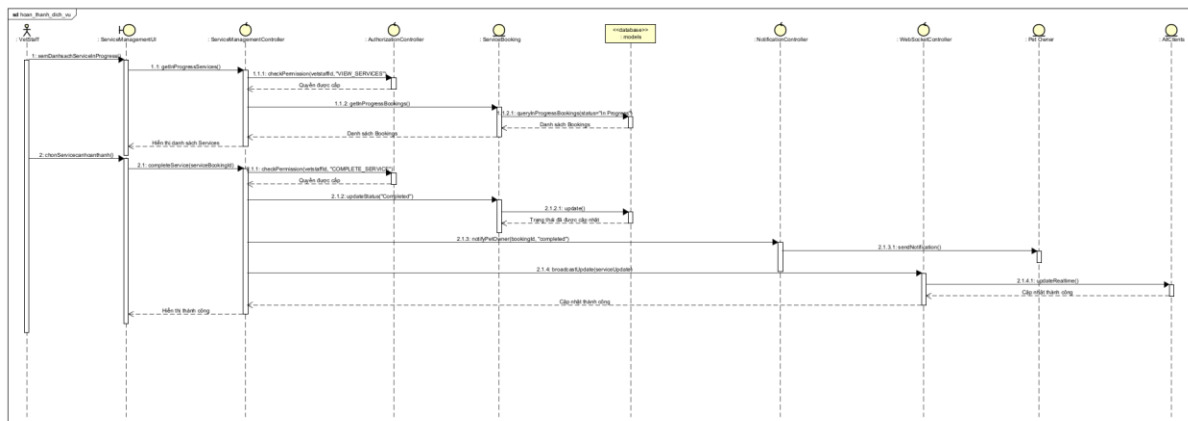 sd hoan_thanh_dich_vu
: VetStaff
: ServiceManagementUI
: ServiceManagementController
: AuthorizationController
: ServiceBooking
<<database>>
: models
: NotificationController
: WebSocketController
: Pet Owner
: AllClients
1: xemDanhsachServiceInProgress()
1.1: getInProgressServices()
1.1.1: checkPermission(vetstaffId, "VIEW_SERVICES")
Quyền được cấp
1.1.2: getInProgressBookings()
1.1.2.1: queryInProgressBookings(status="In Progress")
Danh sách Bookings
Danh sách Bookings
Hiển thị danh sách Services
2: chonServicecanhoanthanh()
2.1: completeService(serviceBookingId)
2.1.1: checkPermission(vetstaffId, "COMPLETE_SERVICE")
Quyền được cấp
2.1.2: updateStatus("Completed")
2.1.2.1: update()
Trạng thái đã được cập nhật
2.1.3: notifyPetOwner(bookingId, "completed")
2.1.3.1: sendNotification()
2.1.4: broadcastUpdate(serviceUpdate)
2.1.4.1: updateRealtime()
Cập nhật thành công
Cập nhật thành công
Hiển thị thành công